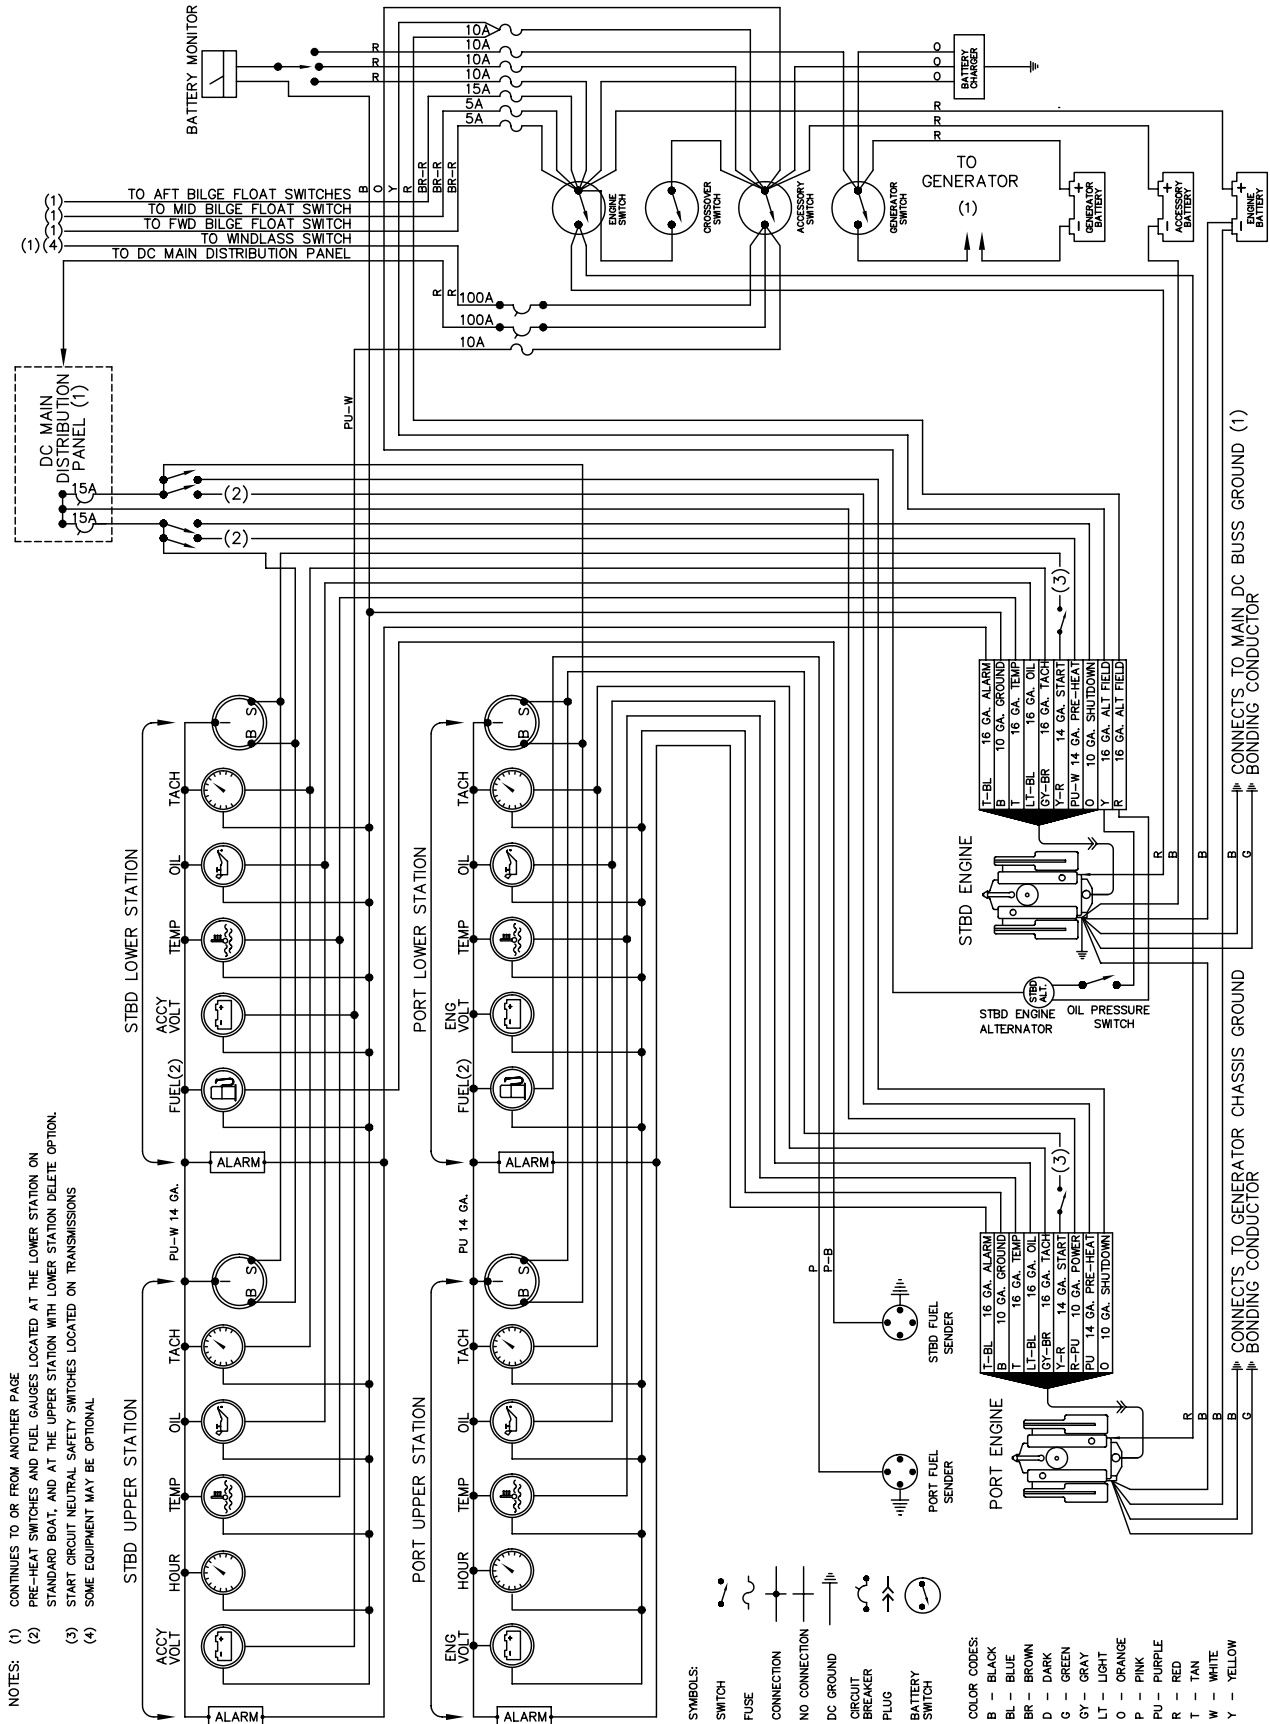 BATTERY MONITOR
10A
10A
10A
10A
15A
5A
5A
R
R
R
O
O
O
BATTERY
CHARGER
R
R
R
B
O
Y
R
BR-R
BR-R
BR-R
(1)
TO AFT BILGE FLOAT SWITCHES
(1)
TO MID BILGE FLOAT SWITCH
(1)
TO FWD BILGE FLOAT SWITCH
(1)(4)
TO WINDLASS SWITCH
TO DC MAIN DISTRIBUTION PANEL
ENGINE
SWITCH
CROSSOVER
SWITCH
ACCESSORY
SWITCH
GENERATOR
SWITCH
TO
GENERATOR
(1)
GENERATOR
BATTERY
ACCESSORY
BATTERY
ENGINE
BATTERY
R
R
100A
100A
10A
PU-W
DC MAIN
DISTRIBUTION
PANEL (1)
15A
15A
(2)
(2)
(3)
CONNECTS TO MAIN DC BUSS GROUND (1)
BONDING CONDUCTOR
T-BL 16 GA. ALARM
B 10 GA. GROUND
T 16 GA. TEMP
LT-BL 16 GA. OIL
GY-BR 16 GA. TACH
Y-R 14 GA. START
PU-W 14 GA. PRE-HEAT
O 10 GA. SHUTDOWN
Y 16 GA. ALT FIELD
R 16 GA. ALT FIELD
STBD ENGINE
R
B
B
B
G
STBD
ALT.
STBD ENGINE
ALTERNATOR
OIL PRESSURE
SWITCH
STBD LOWER STATION
I
S
B
TACH
OIL
TEMP
ACCY
VOLT
FUEL(2)
ALARM
PORT LOWER STATION
I
S
B
TACH
OIL
TEMP
ENG
VOLT
FUEL(2)
ALARM
PU-W 14 GA.
PU 14 GA.
STBD UPPER STATION
I
S
B
TACH
OIL
TEMP
HOUR
ACCY
VOLT
ALARM
PORT UPPER STATION
I
S
B
TACH
OIL
TEMP
HOUR
ENG
VOLT
ALARM
P
P-B
STBD FUEL
SENDER
PORT FUEL
SENDER
(3)
T-BL 16 GA. ALARM
B 10 GA. GROUND
T 16 GA. TEMP
LT-BL 16 GA. OIL
GY-BR 16 GA. TACH
Y-R 14 GA. START
R-PU 10 GA. POWER
PU 14 GA. PRE-HEAT
O 10 GA. SHUTDOWN
PORT ENGINE
R
B
B
B
G
CONNECTS TO GENERATOR CHASSIS GROUND
BONDING CONDUCTOR
NOTES:
(1) CONTINUES TO OR FROM ANOTHER PAGE
(2) PRE-HEAT SWITCHES AND FUEL GAUGES LOCATED AT THE LOWER STATION ON
STANDARD BOAT, AND AT THE UPPER STATION WITH LOWER STATION DELETE OPTION.
(3) START CIRCUIT NEUTRAL SAFETY SWITCHES LOCATED ON TRANSMISSIONS
(4) SOME EQUIPMENT MAY BE OPTIONAL
SYMBOLS:
SWITCH
FUSE
CONNECTION
NO CONNECTION
DC GROUND
CIRCUIT
BREAKER
PLUG
BATTERY
SWITCH
COLOR CODES:
B - BLACK
BL - BLUE
BR - BROWN
D - DARK
G - GREEN
GY - GRAY
LT - LIGHT
O - ORANGE
P - PINK
PU - PURPLE
R - RED
T - TAN
W - WHITE
Y - YELLOW